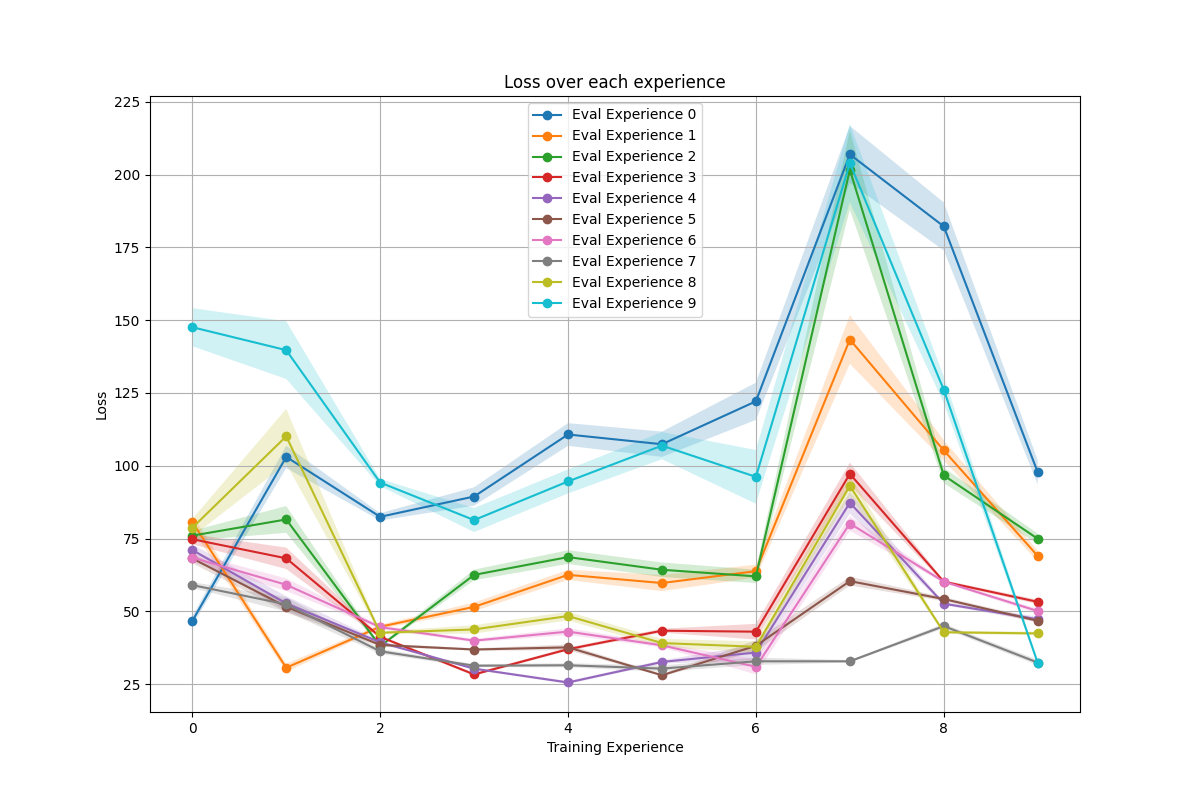 Loss over each experience
225
200
175
150
125
100
75
50
25
Loss
Eval Experience 0
Eval Experience 1
Eval Experience 2
Eval Experience 3
Eval Experience 4
Eval Experience 5
Eval Experience 6
Eval Experience 7
Eval Experience 8
Eval Experience 9
0 2 4 6 8
Training Experience